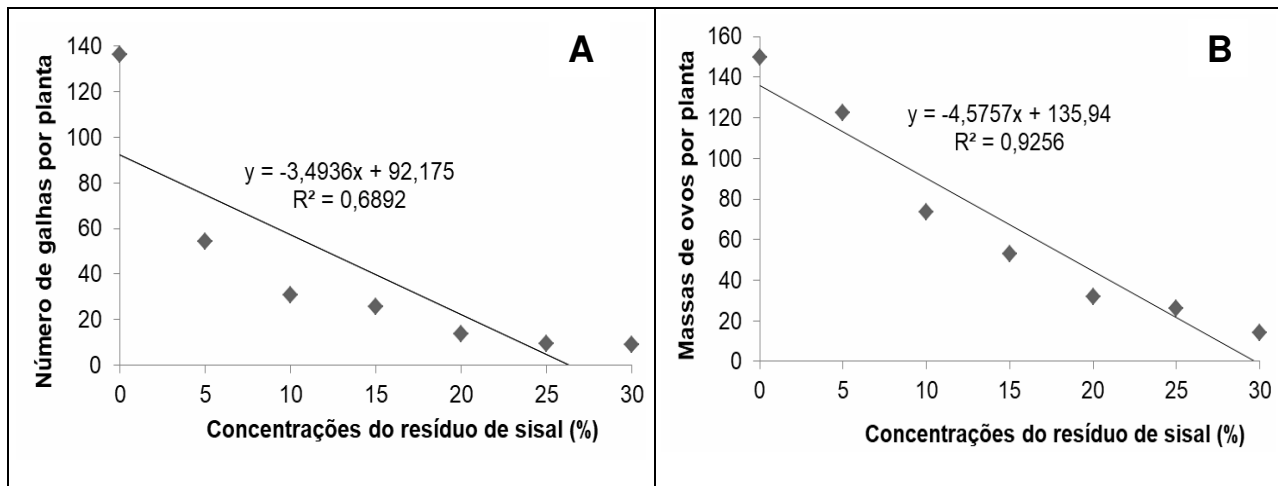 A
Número de galhas por planta
140
120
100
80
60
40
20
0
y = -3,4936x + 92,175
R² = 0,6892
0 5 10 15 20 25 30
Concentrações do resíduo de sisal (%)
B
Massas de ovos por planta
160
140
120
100
80
60
40
20
0
y = -4,5757x + 135,94
R² = 0,9256
0 5 10 15 20 25 30
Concentrações do resíduo de sisal (%)